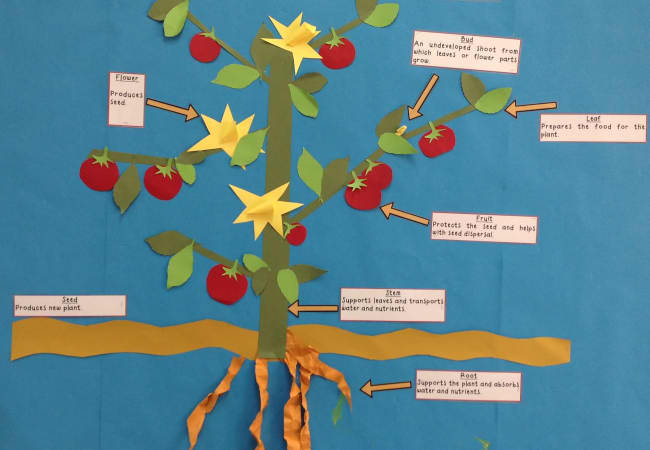 Bud
An undeveloped shoot from
which leaves or flower parts
grow.
Flower
Produces
seed.
Leaf
Prepares the food for the
plant.
Fruit
Protects the seed and helps
with seed dispersal.
Seed
Produces new plant.
Stem
Supports leaves and transports
water and nutrients.
Root
Supports the plant and absorbs
water and nutrients.